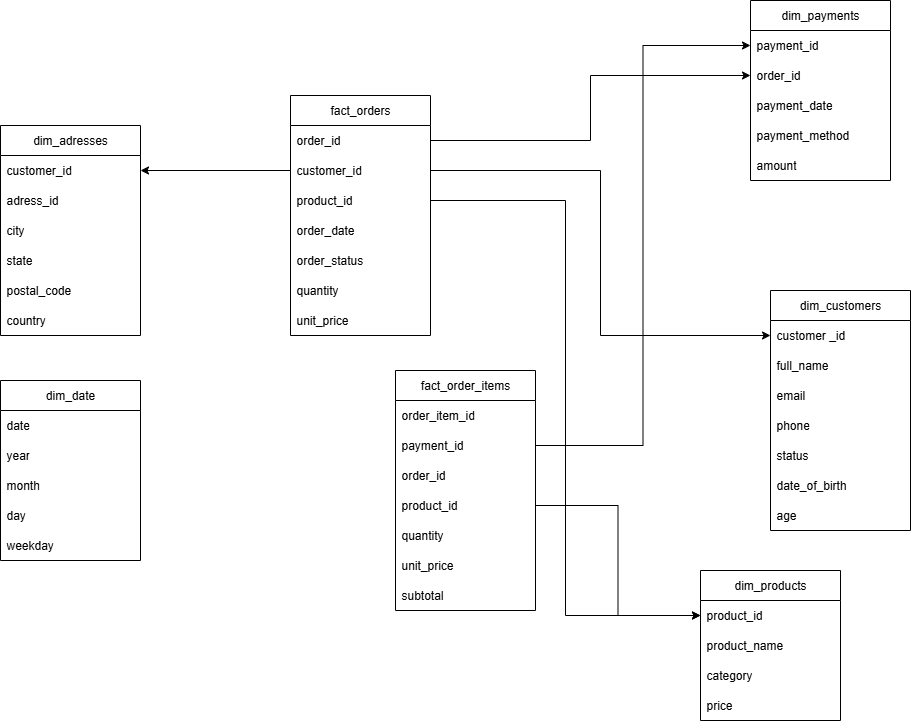 dim_payments
payment_id
order_id
payment_date
payment_method
amount
fact_orders
order_id
customer_id
product_id
order_date
order_status
quantity
unit_price
dim_adresses
customer_id
adress_id
city
state
postal_code
country
dim_customers
customer _id
full_name
email
phone
status
date_of_birth
age
fact_order_items
order_item_id
payment_id
order_id
product_id
quantity
unit_price
subtotal
dim_date
date
year
month
day
weekday
dim_products
product_id
product_name
category
price